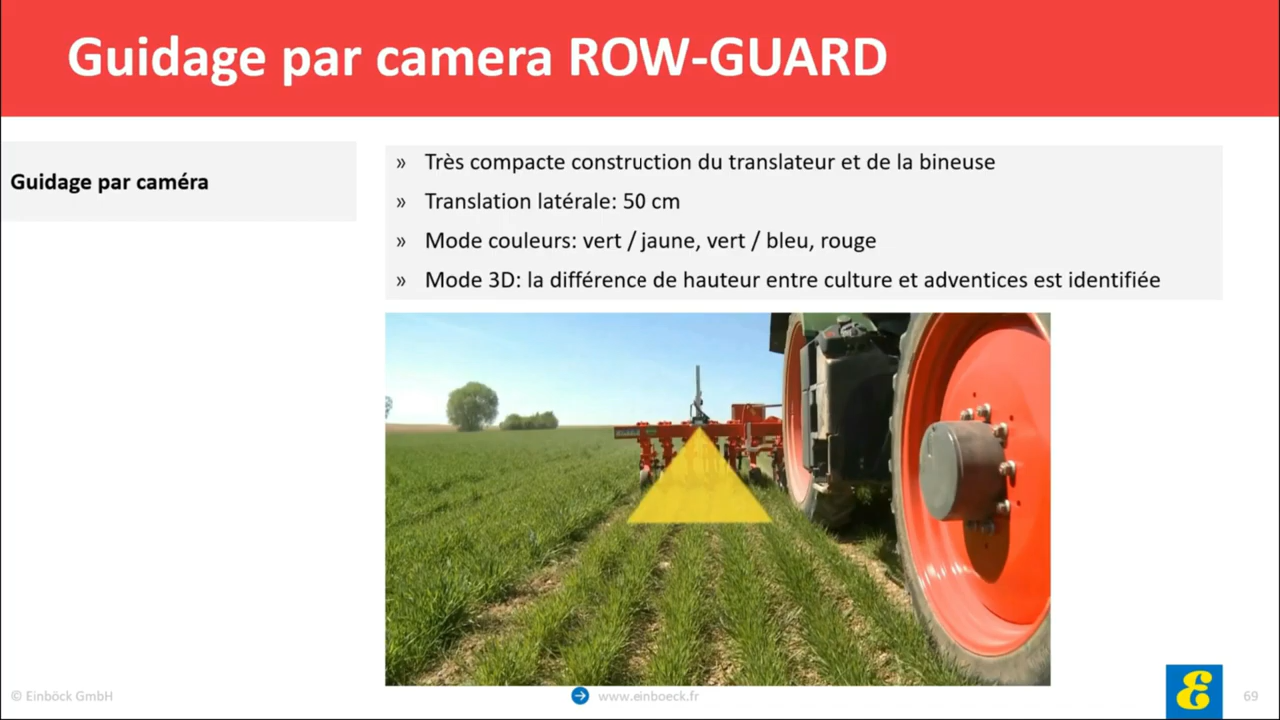 Guidage par camera ROW-GUARD
Guidage par caméra
» Très compacte construction du translateur et de la bineuse
» Translation latérale: 50 cm
» Mode couleurs: vert / jaune, vert / bleu, rouge
» Mode 3D: la différence de hauteur entre culture et adventices est identifiée
© Einböck GmbH
www.einboeck.fr
69